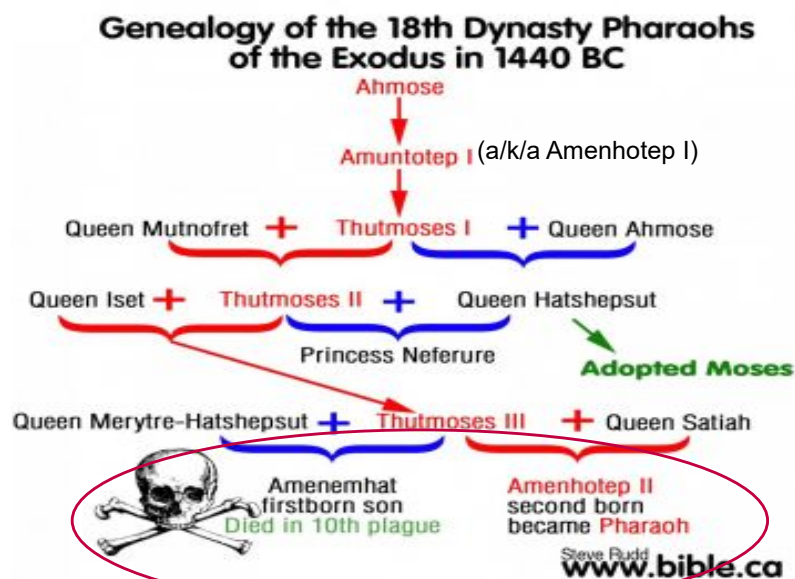 Genealogy of the 18th Dynasty Pharaohs
of the Exodus in 1440 BC
Ahmose
Amuntotep I (a/k/a Amenhotep I)
Queen Mutnofret + Thutmoses I + Queen Ahmose
Queen Iset + Thutmoses II + Queen Hatshepsut
Princess Neferure
Adopted Moses
Queen Merytre-Hatshepsut + Thutmoses III + Queen Satiah
Amenemhat
firstborn son
Died in 10th plague
Amenhotep II
second born
became Pharaoh
Steve Rudd
www.bible.ca